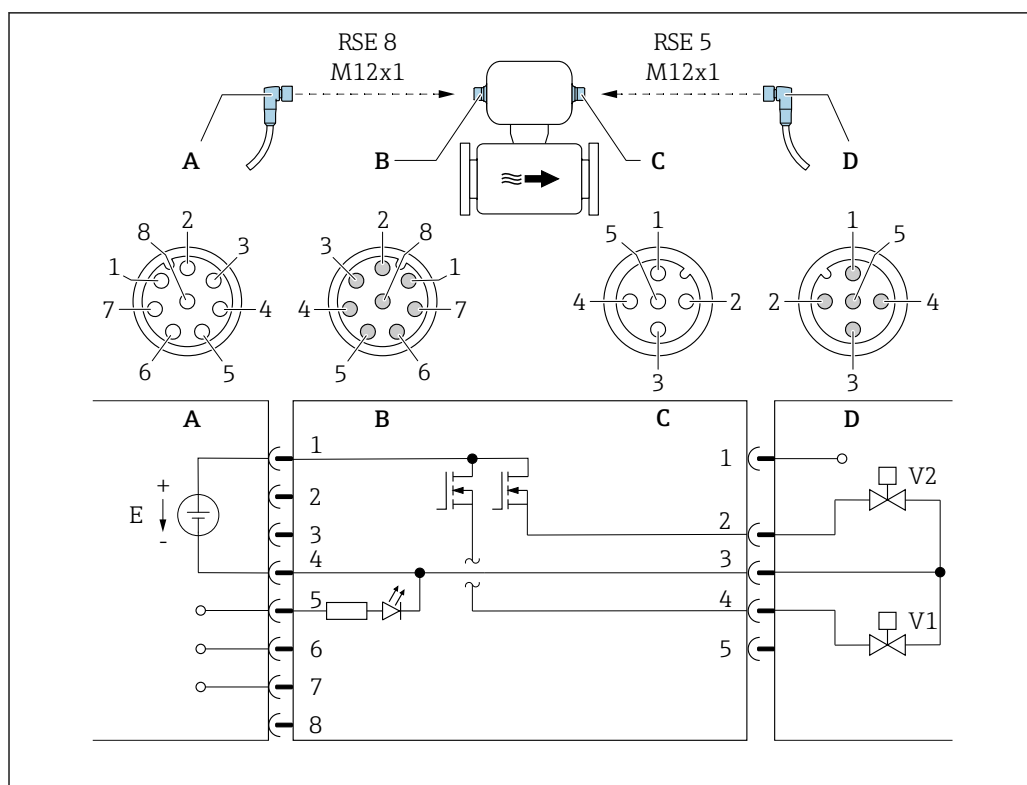 RSE 8 RSE 5
M12x1 M12x1
A B C D
8 2 3 1 7 4 6 5
2 8 3 1 4 7 5 6
1 5 4 2 3
1 5 2 4 3
A B C D
1 1
+ 2 V2
E 2
- 3
4 3
5 4
V1
6 5
7
8